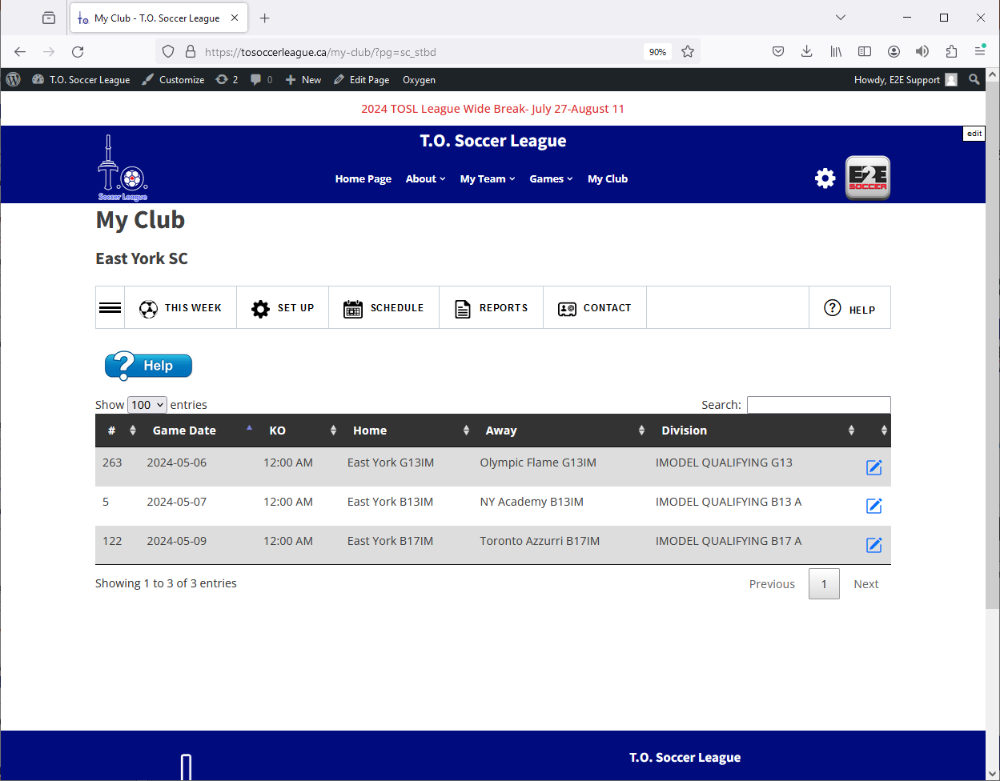 My Club - T.O. Soccer League
https://tosoccerleague.ca/my-club/?pg=sc_stbd
90%
T.O. Soccer League Customize 2 0 New Edit Page Oxygen Howdy, E2E Support
2024 TOSL League Wide Break- July 27-August 11
edit
T.O. Soccer League
Home Page About My Team Games My Club
T.O.
Soccer League
E2E
SOCCER
My Club
East York SC
THIS WEEK SET UP SCHEDULE REPORTS CONTACT ? HELP
? Help
Show 100 entries Search:
# Game Date KO Home Away Division
263 2024-05-06 12:00 AM East York G13IM Olympic Flame G13IM IMODEL QUALIFYING G13
5 2024-05-07 12:00 AM East York B13IM NY Academy B13IM IMODEL QUALIFYING B13 A
122 2024-05-09 12:00 AM East York B17IM Toronto Azzurri B17IM IMODEL QUALIFYING B17 A
Showing 1 to 3 of 3 entries Previous 1 Next
T.O. Soccer League